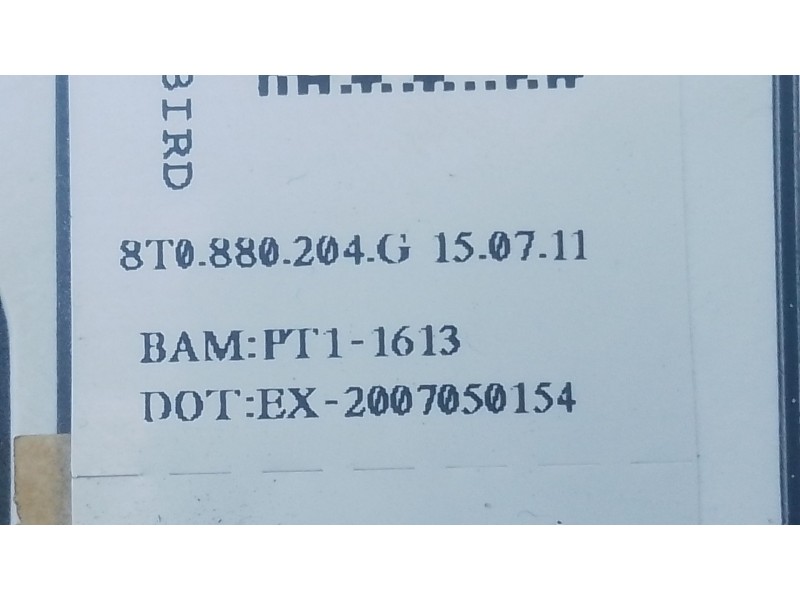 BIRD
8T0.880.204.G 15.07.11
BAM:PT1-1613
DOT:EX-2007050154